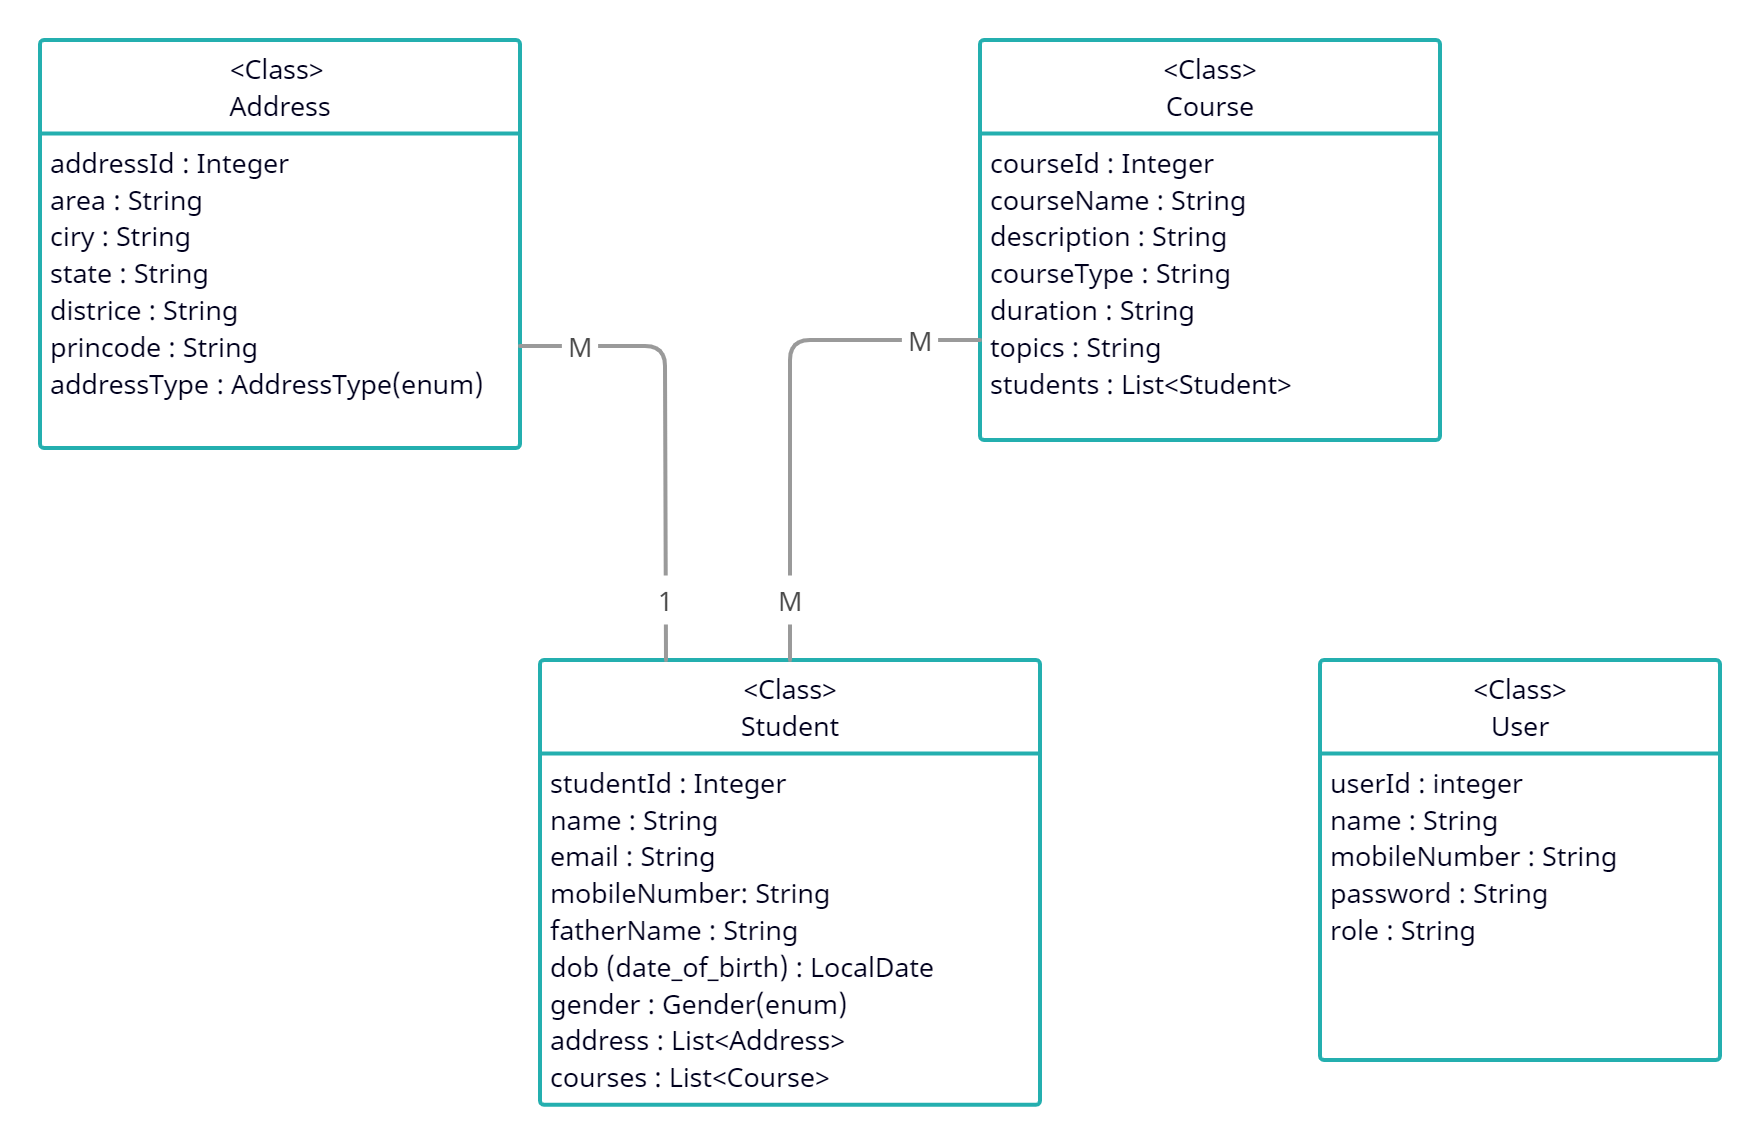 <Class>
Address
addressId : Integer
area : String
ciry : String
state : String
districe : String
princode : String
addressType : AddressType(enum)
<Class>
Course
courseId : Integer
courseName : String
description : String
courseType : String
duration : String
topics : String
students : List<Student>
M
M
1
M
<Class>
Student
studentId : Integer
name : String
email : String
mobileNumber: String
fatherName : String
dob (date_of_birth) : LocalDate
gender : Gender(enum)
address : List<Address>
courses : List<Course>
<Class>
User
userId : integer
name : String
mobileNumber : String
password : String
role : String